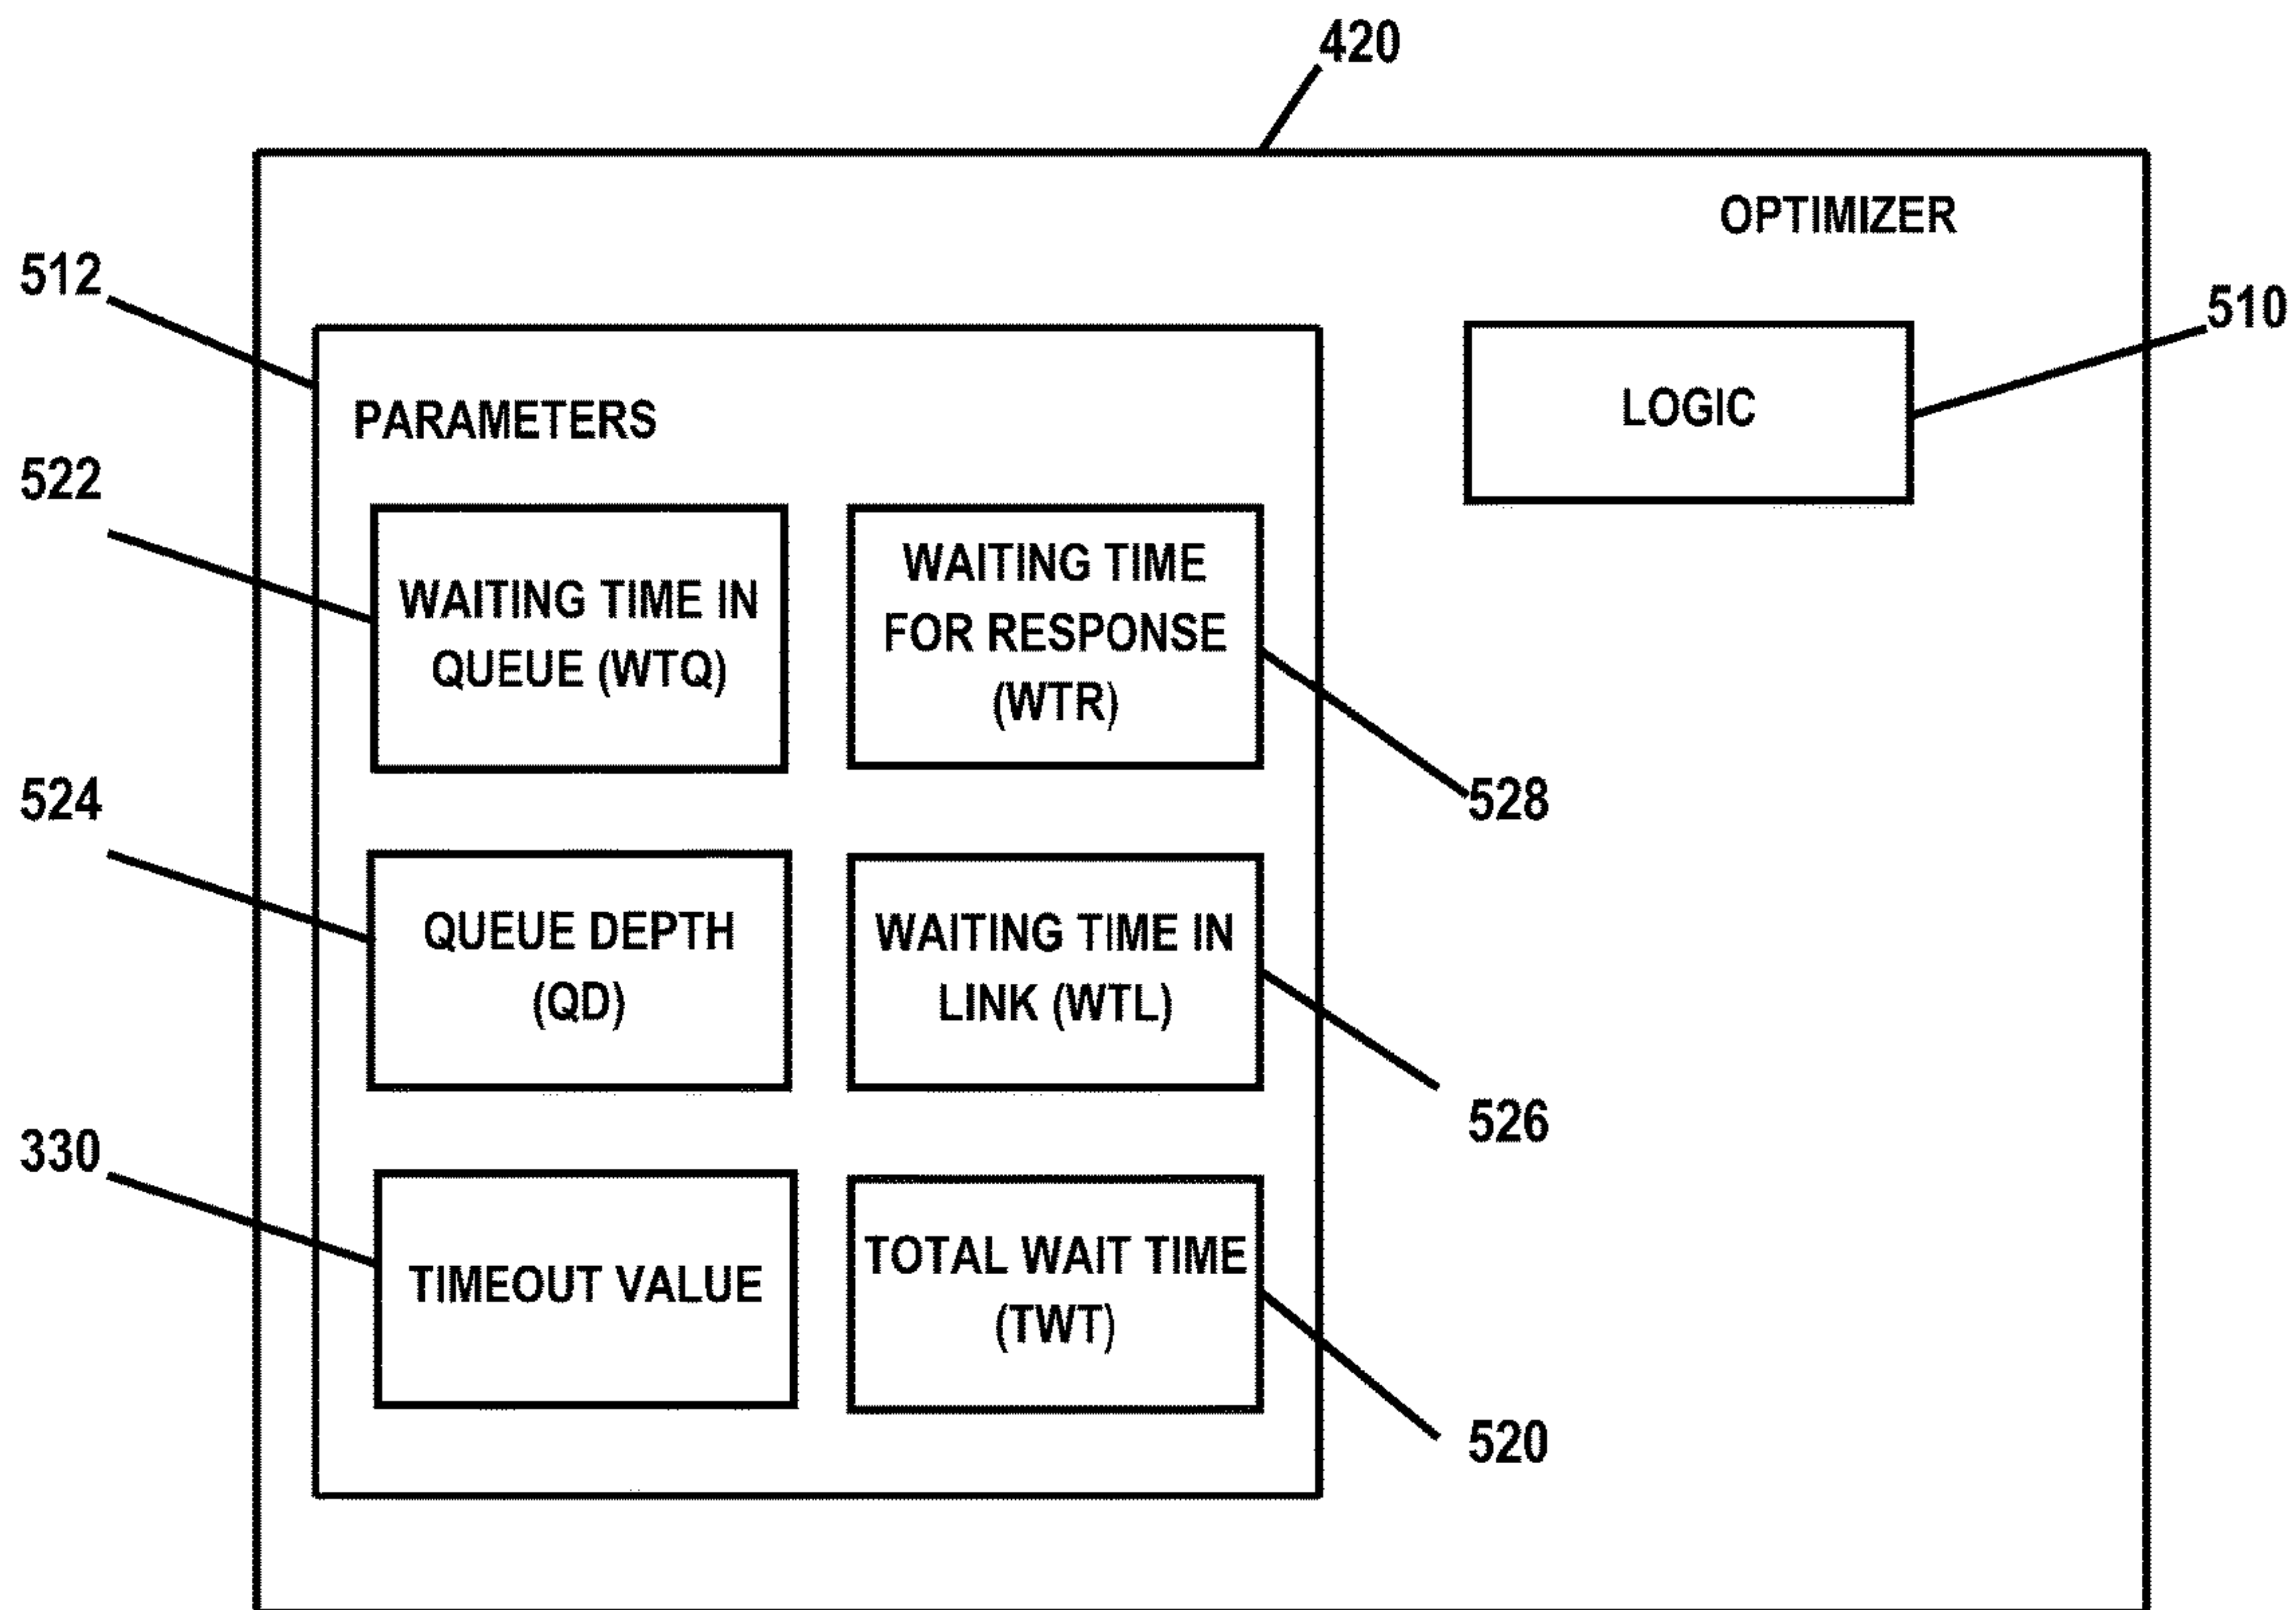 420
OPTIMIZER
512
510
LOGIC
PARAMETERS
522
WAITING TIME IN
QUEUE (WTQ)
WAITING TIME
FOR RESPONSE
(WTR)
524
528
QUEUE DEPTH
(QD)
WAITING TIME IN
LINK (WTL)
330
526
TIMEOUT VALUE
TOTAL WAIT TIME
(TWT)
520